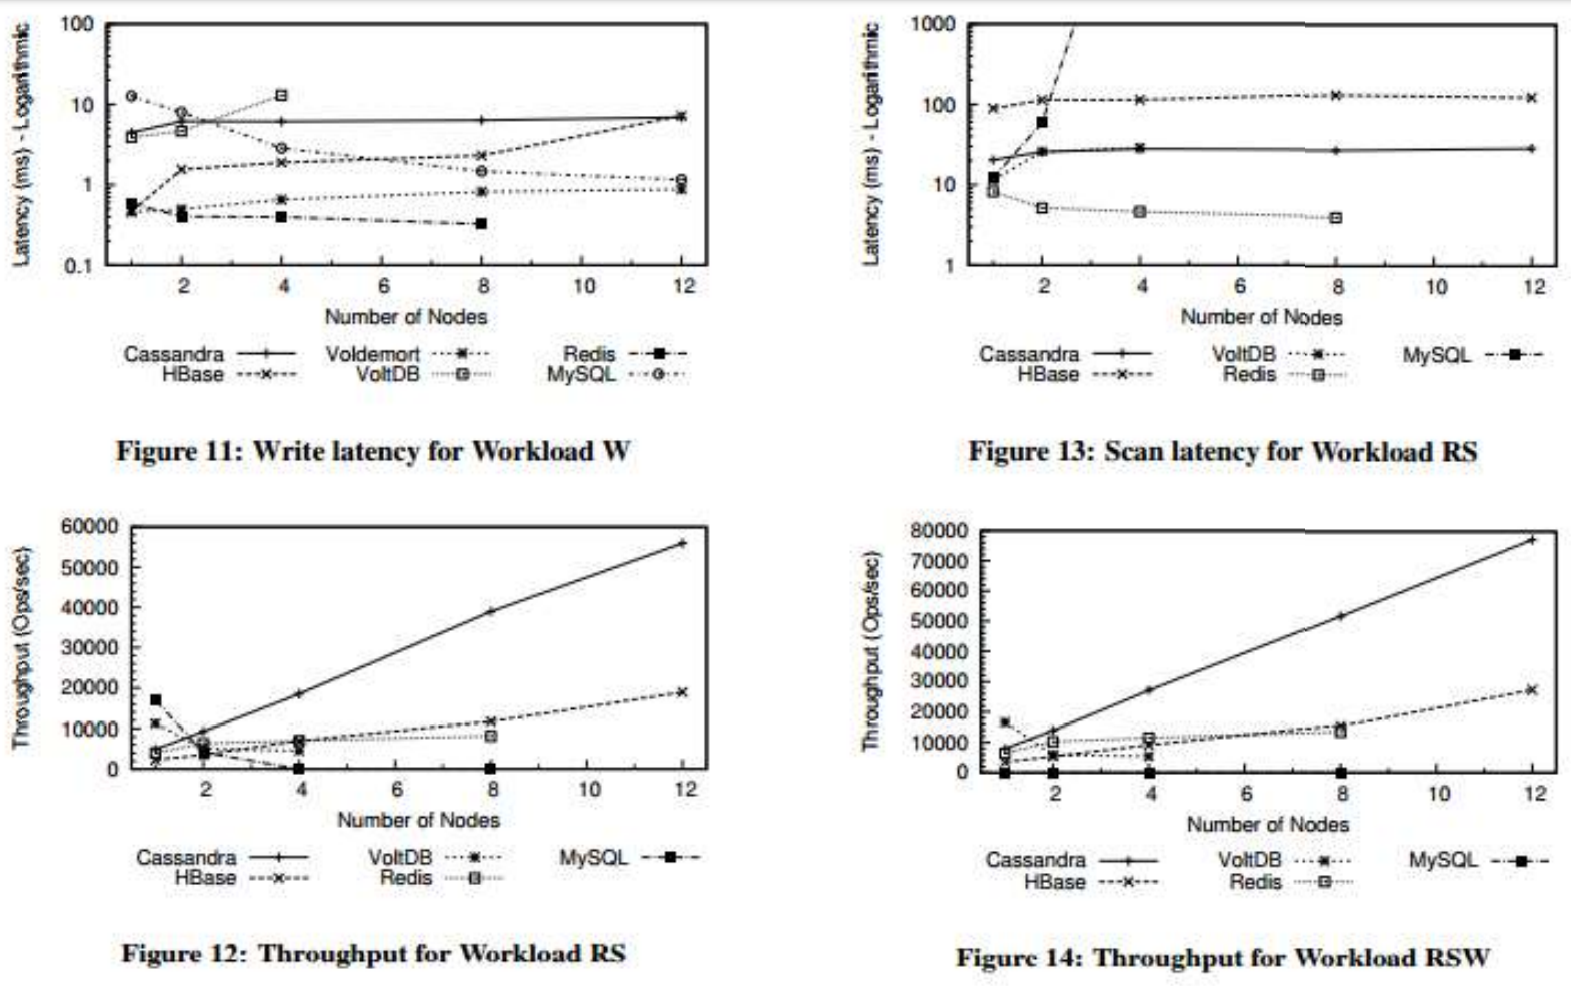 Latency (ms) - Logarithmic
100
10
1
0.1
2 4 6 8 10 12
Number of Nodes
Cassandra Voldemort Redis
HBase VoltDB MySQL
Figure 11: Write latency for Workload W
Throughput (Ops/sec)
60000
50000
40000
30000
20000
10000
0
2 4 6 8 10 12
Number of Nodes
Cassandra VoltDB MySQL
HBase Redis
Figure 12: Throughput for Workload RS
Latency (ms) - Logarithmic
1000
100
10
1
2 4 6 8 10 12
Number of Nodes
Cassandra VoltDB MySQL
HBase Redis
Figure 13: Scan latency for Workload RS
Throughput (Ops/sec)
80000
70000
60000
50000
40000
30000
20000
10000
0
2 4 6 8 10 12
Number of Nodes
Cassandra VoltDB MySQL
HBase Redis
Figure 14: Throughput for Workload RSW